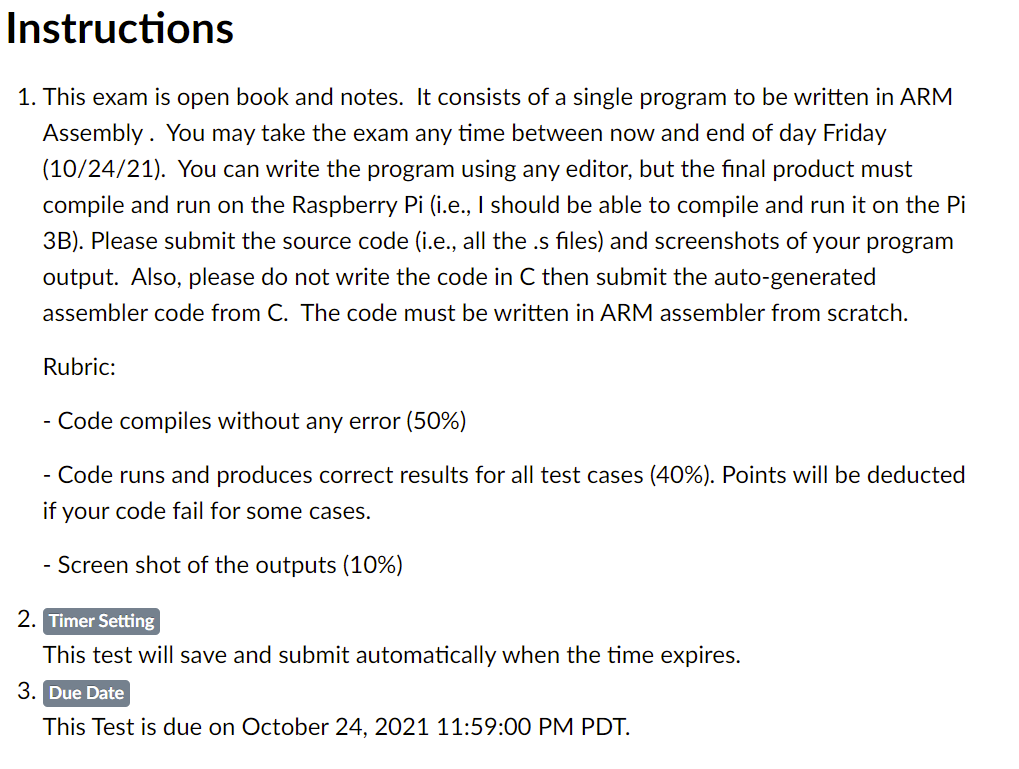 Instructions
1. This exam is open book and notes.  It consists of a single program to be written in ARM
Assembly .  You may take the exam any time between now and end of day Friday
(10/24/21).  You can write the program using any editor, but the final product must
compile and run on the Raspberry Pi (i.e., I should be able to compile and run it on the Pi
3B). Please submit the source code (i.e., all the .s files) and screenshots of your program
output.  Also, please do not write the code in C then submit the auto-generated
assembler code from C.  The code must be written in ARM assembler from scratch.
Rubric:
- Code compiles without any error (50%)
- Code runs and produces correct results for all test cases (40%). Points will be deducted
if your code fail for some cases.
- Screen shot of the outputs (10%)
2. Timer Setting
This test will save and submit automatically when the time expires.
3. Due Date
This Test is due on October 24, 2021 11:59:00 PM PDT.